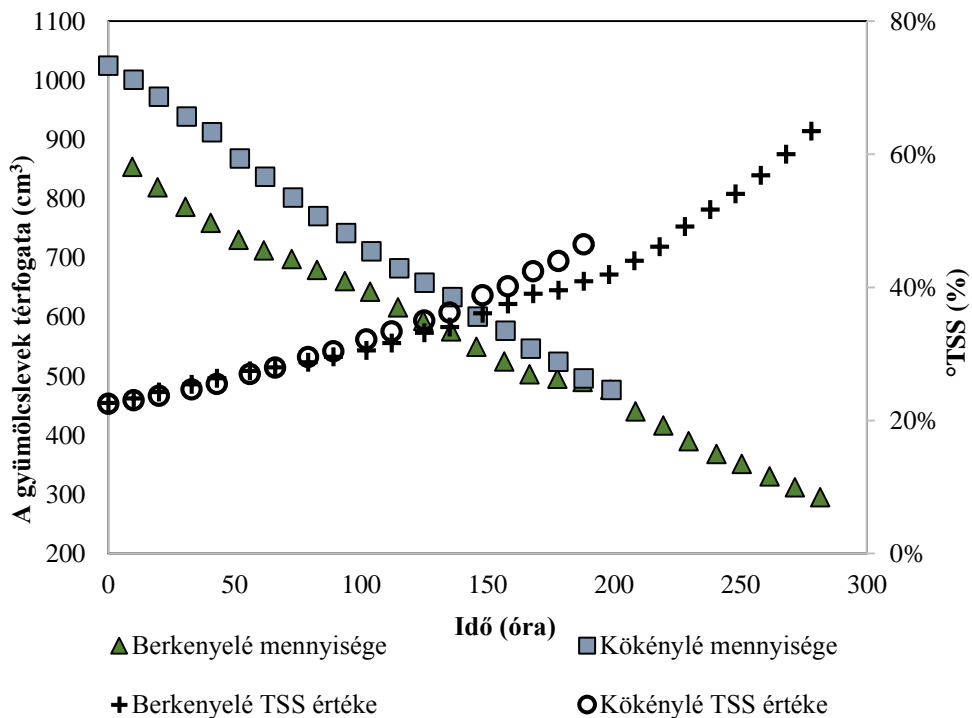 A gyümölcslevek térfogata (cm³)
1100
1000
900
800
700
600
500
400
300
200
80%
60%
40%
20%
0%
°TSS (%)
0 50 100 150 200 250 300
Idő (óra)
Berkenyelé mennyisége Kökénylé mennyisége
Berkenyelé TSS értéke Kökénylé TSS értéke